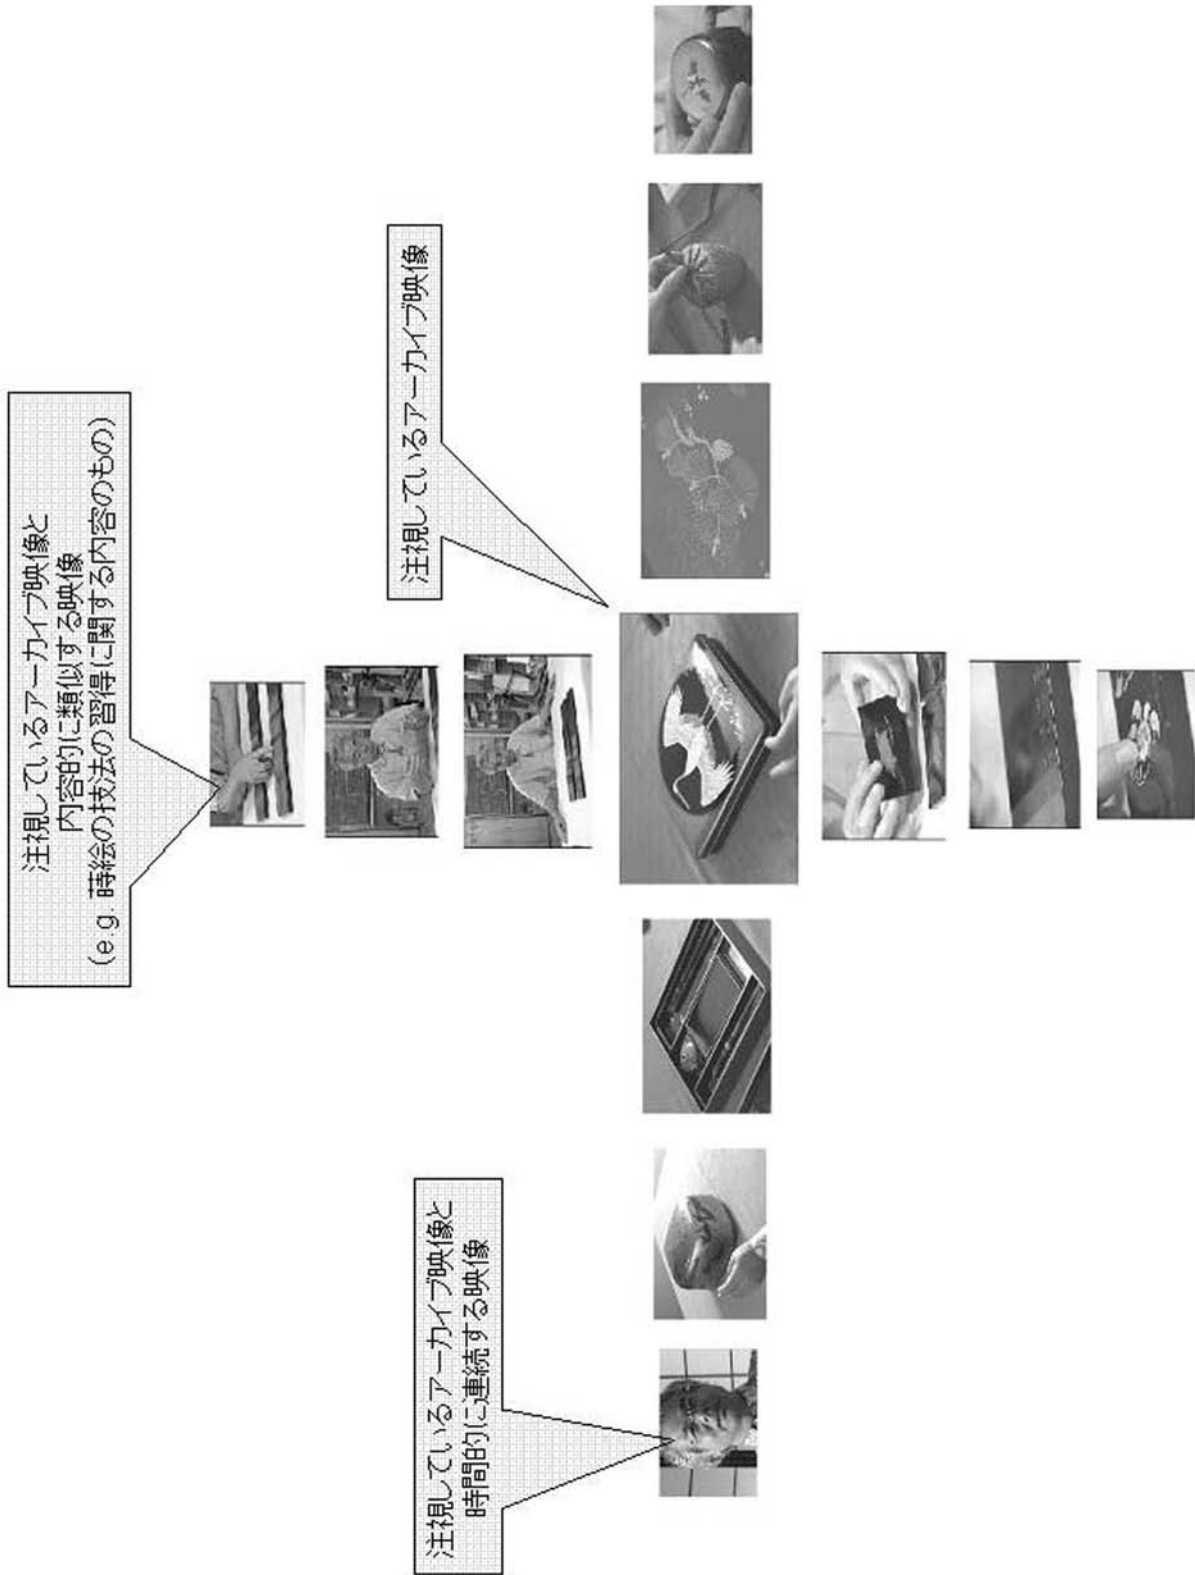 注視しているアーカイブ映像と
内容的に類似する映像
(e.g. 蒔絵の技法の習得に関する内容のもの)
注視しているアーカイブ映像
注視しているアーカイブ映像と
時間的に連続する映像